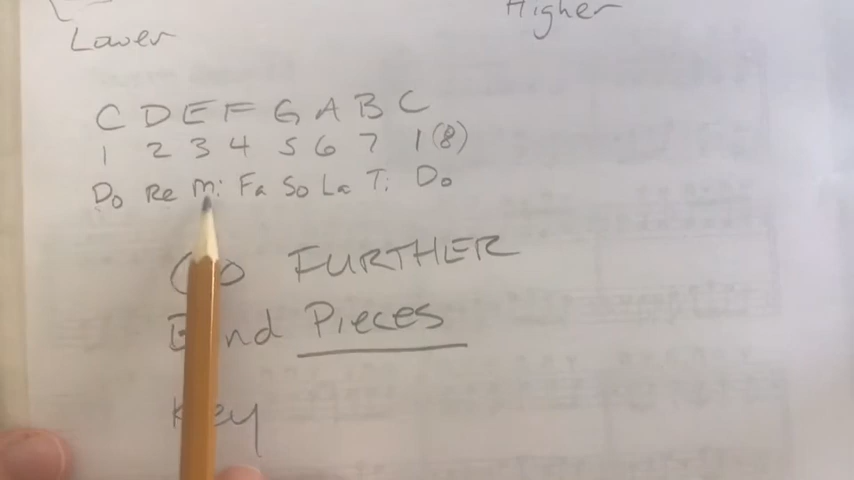 Lower
Higher
C D E F G A B C
1 2 3 4 5 6 7 1(8)
Do Re Mi Fa So La Ti Do
FURTHER
Pieces